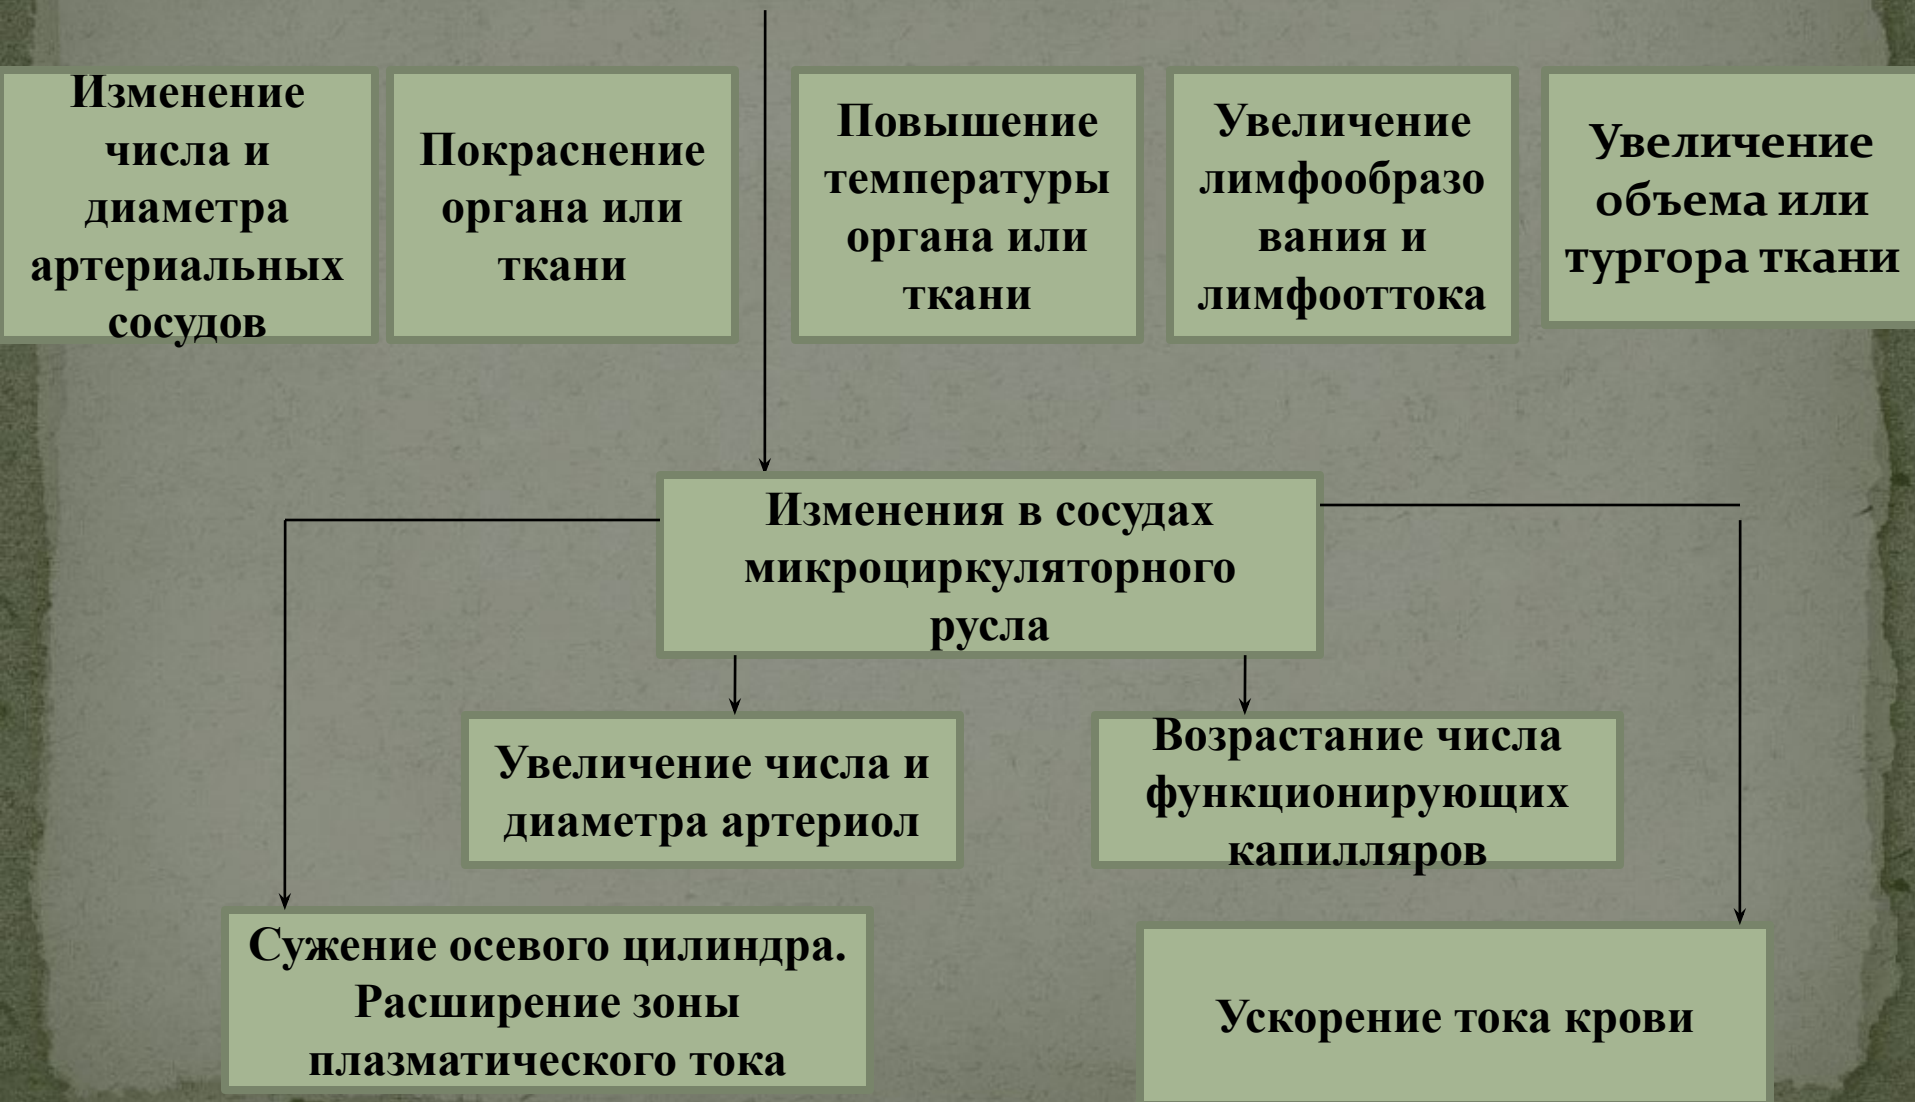 Изменение
числа и
диаметра
артериальных
сосудов
Покраснение
органа или
ткани
Повышение
температуры
органа или
ткани
Увеличение
лимфообразо
вания и
лимфооттока
Увеличение
объема или
тургора ткани
Изменения в сосудах
микроциркуляторного
русла
Увеличение числа и
диаметра артериол
Возрастание числа
функционирующих
капилляров
Сужение осевого цилиндра.
Расширение зоны
плазматического тока
Ускорение тока крови